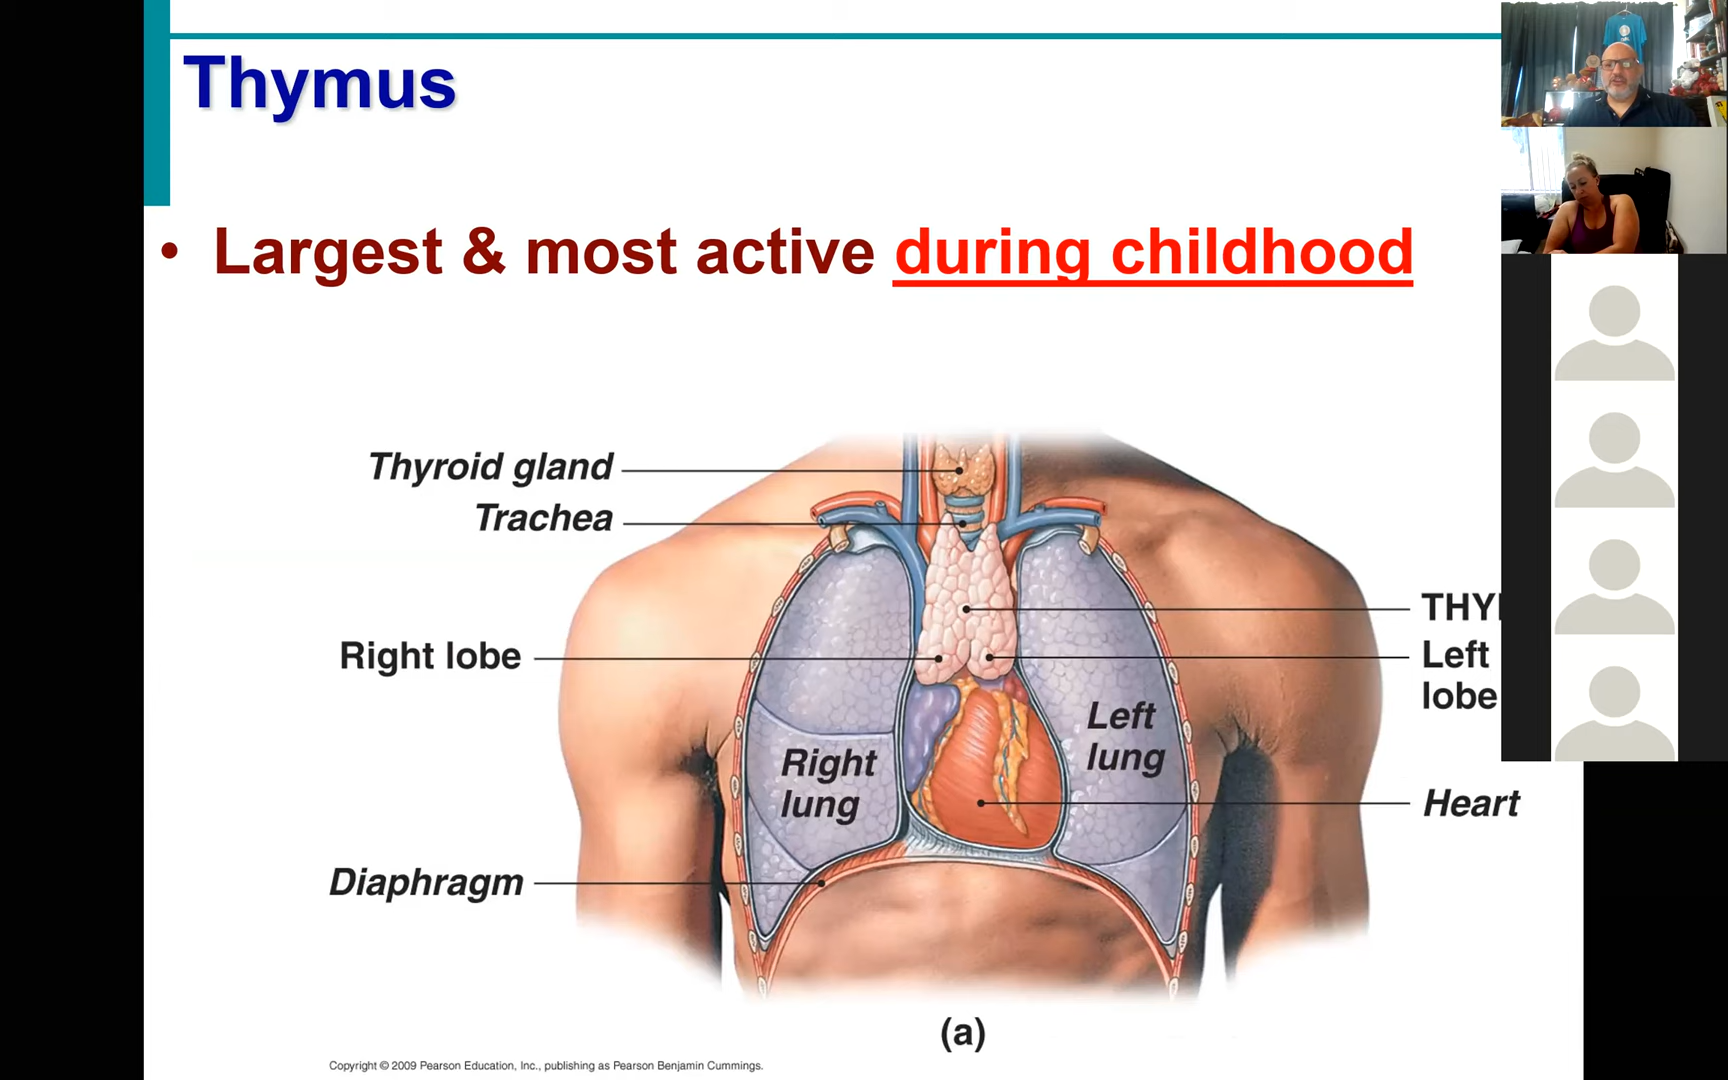 Thymus
• Largest & most active during childhood
Thyroid gland
Trachea
THY
Right lobe
Left
lobe
Left
lung
Right
lung
Heart
Diaphragm
(a)
Copyright © 2009 Pearson Education, Inc., publishing as Pearson Benjamin Cummings.